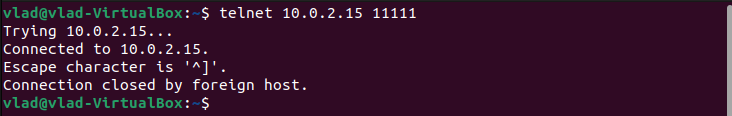 vlad@vlad-VirtualBox:~$ telnet 10.0.2.15 11111
Trying 10.0.2.15...
Connected to 10.0.2.15.
Escape character is '^]'.
Connection closed by foreign host.
vlad@vlad-VirtualBox:~$